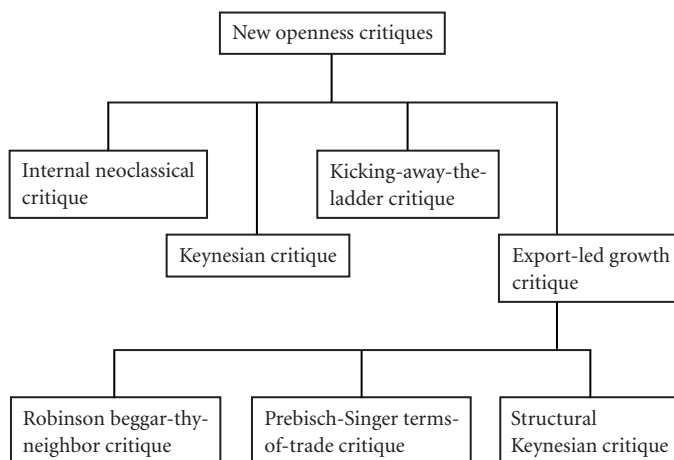 New openness critiques
Internal neoclassical
critique
Kicking-away-the-
ladder critique
Keynesian critique
Export-led growth
critique
Robinson beggar-thy-
neighbor critique
Prebisch-Singer terms-
of-trade critique
Structural
Keynesian critique